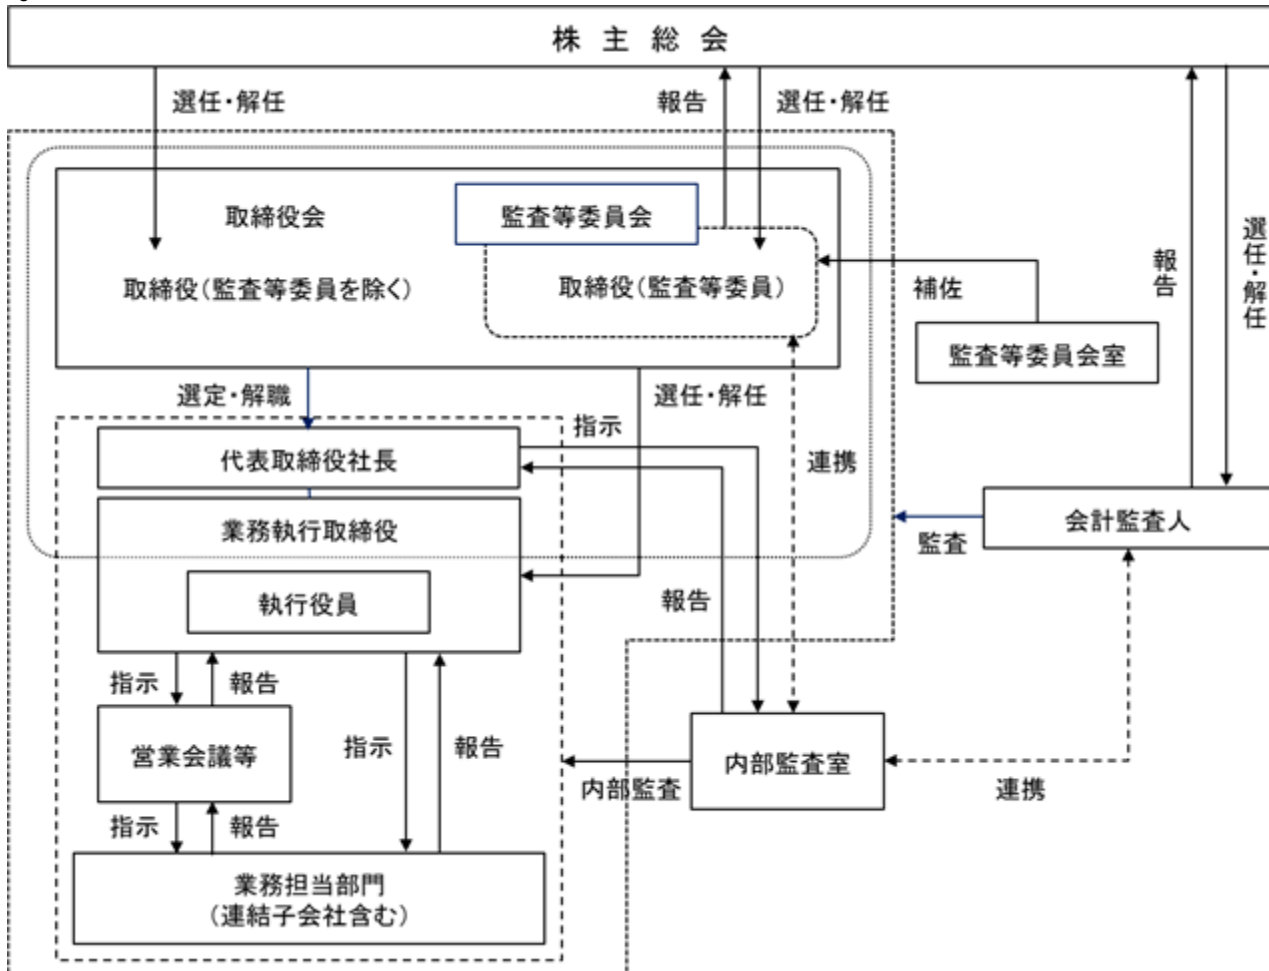 株主総会
選任・解任
報告
選任・解任
取締役会
監査等委員会
取締役（監査等委員を除く）
取締役（監査等委員）
補佐
監査等委員会室
報告
選任・解任
選定・解職
選任・解任
指示
代表取締役社長
連携
業務執行取締役
会計監査人
監査
執行役員
報告
指示
報告
営業会議等
指示
報告
内部監査室
内部監査
連携
指示
報告
業務担当部門
（連結子会社含む）